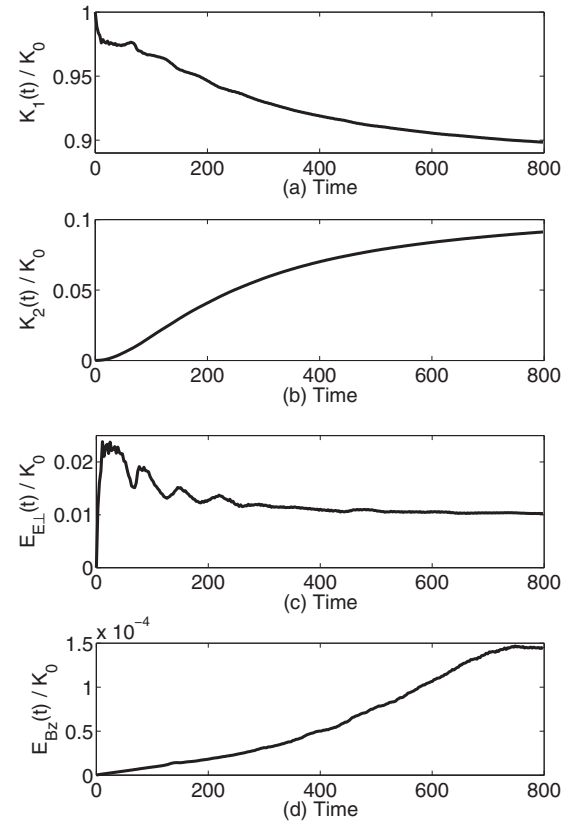 1
0.95
0.9
K₁(t) / K₀
0 200 400 600 800
(a) Time
0.1
0.05
0
K₂(t) / K₀
0 200 400 600 800
(b) Time
0.02
0.01
0
E_E⊥(t) / K₀
0 200 400 600 800
(c) Time
x 10⁻⁴
1.5
1
0.5
0
E_Bz(t) / K₀
0 200 400 600 800
(d) Time